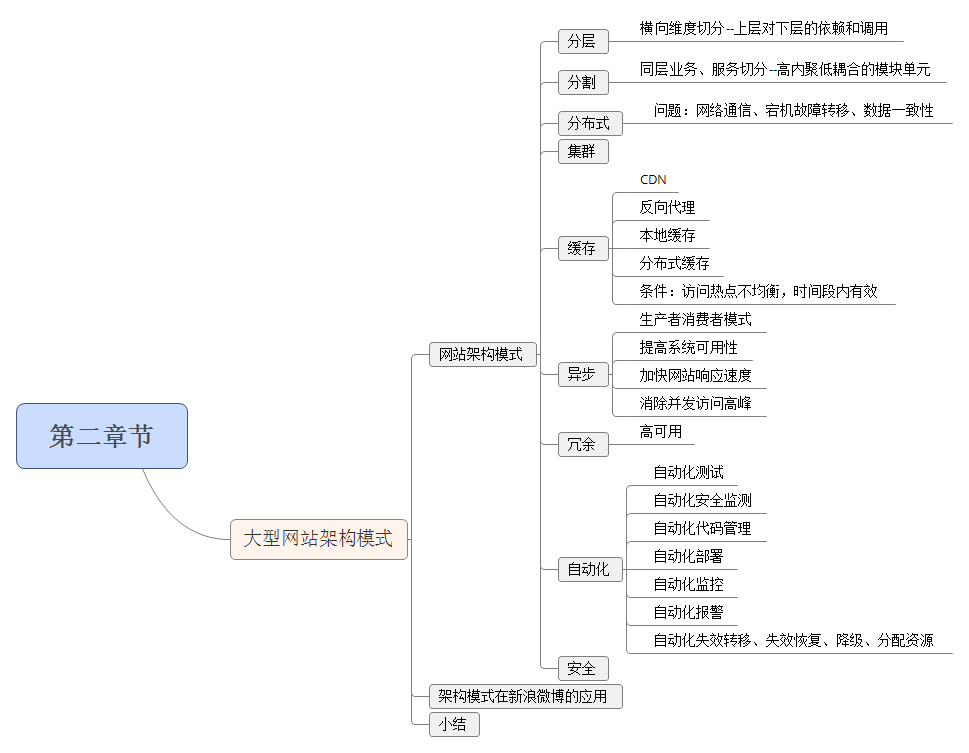 第二章节
大型网站架构模式
网站架构模式
分层
横向维度切分--上层对下层的依赖和调用
分割
同层业务、服务切分--高内聚低耦合的模块单元
分布式
问题：网络通信、宕机故障转移、数据一致性
集群
缓存
CDN
反向代理
本地缓存
分布式缓存
条件：访问热点不均衡，时间段内有效
异步
生产者消费者模式
提高系统可用性
加快网站响应速度
消除并发访问高峰
冗余
高可用
自动化
自动化测试
自动化安全监测
自动化代码管理
自动化部署
自动化监控
自动化报警
自动化失效转移、失效恢复、降级、分配资源
安全
架构模式在新浪微博的应用
小结